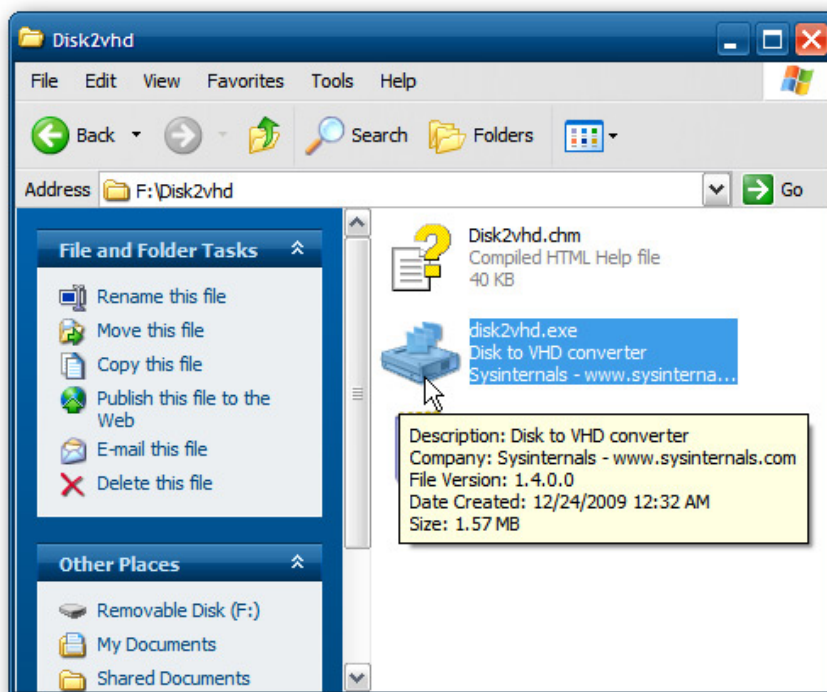 Disk2vhd
File Edit View Favorites Tools Help
Back Search Folders
Address F:\Disk2vhd Go
File and Folder Tasks
Rename this file
Move this file
Copy this file
Publish this file to the
Web
E-mail this file
Delete this file
Other Places
Removable Disk (F:)
My Documents
Shared Documents
Disk2vhd.chm
Compiled HTML Help file
40 KB
disk2vhd.exe
Disk to VHD converter
Sysinternals - www.sysinterna...
Description: Disk to VHD converter
Company: Sysinternals - www.sysinternals.com
File Version: 1.4.0.0
Date Created: 12/24/2009 12:32 AM
Size: 1.57 MB